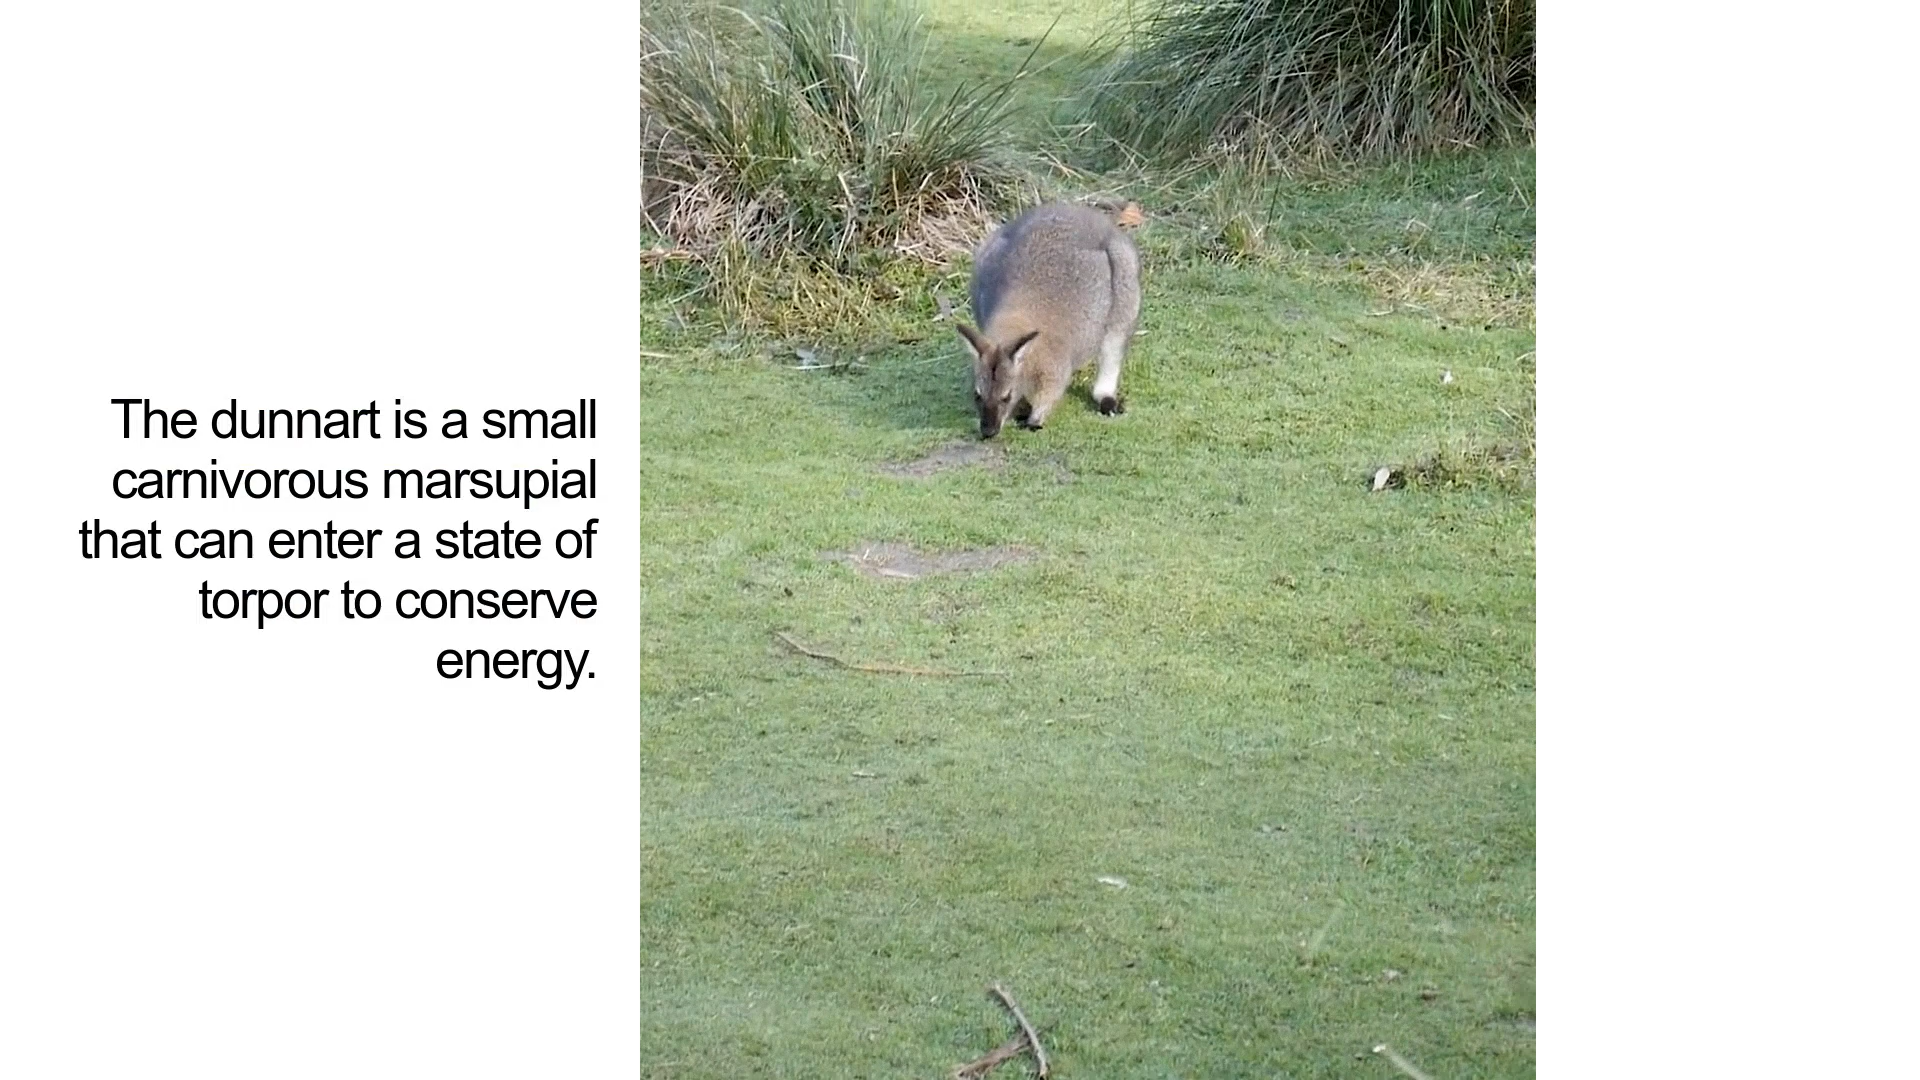 The dunnart is a small
carnivorous marsupial
that can enter a state of
torpor to conserve
energy.